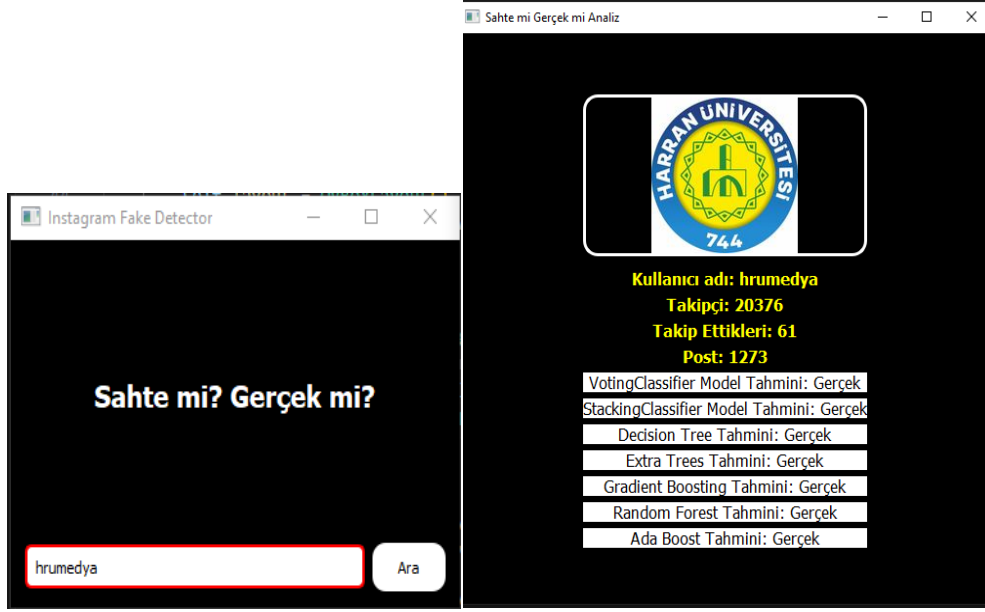 Instagram Fake Detector
Sahte mi? Gerçek mi?
hrumedya
Ara
Sahte mi Gerçek mi Analiz
HARRAN ÜNİVERSİTESİ
744
Kullanıcı adı: hrumedya
Takipçi: 20376
Takip Ettikleri: 61
Post: 1273
VotingClassifier Model Tahmini: Gerçek
StackingClassifier Model Tahmini: Gerçek
Decision Tree Tahmini: Gerçek
Extra Trees Tahmini: Gerçek
Gradient Boosting Tahmini: Gerçek
Random Forest Tahmini: Gerçek
Ada Boost Tahmini: Gerçek